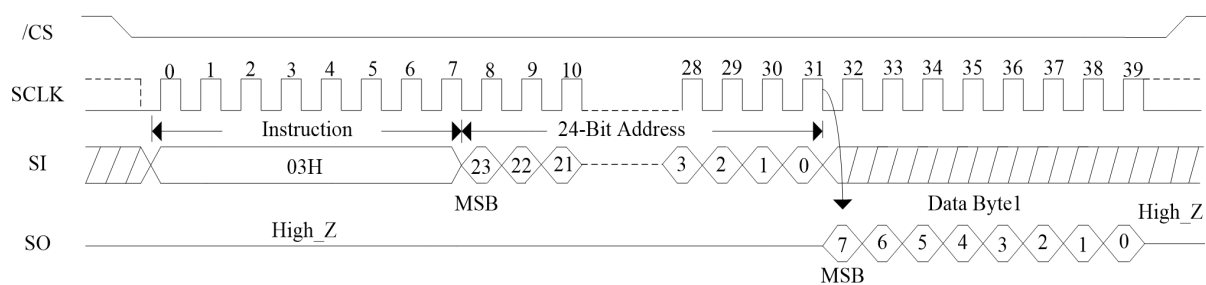 /CS
0 1 2 3 4 5 6 7 8 9 10 28 29 30 31 32 33 34 35 36 37 38 39
SCLK
Instruction 24-Bit Address
SI 03H 23 22 21 3 2 1 0
MSB Data Byte1
High_Z High_Z
SO 7 6 5 4 3 2 1 0
MSB